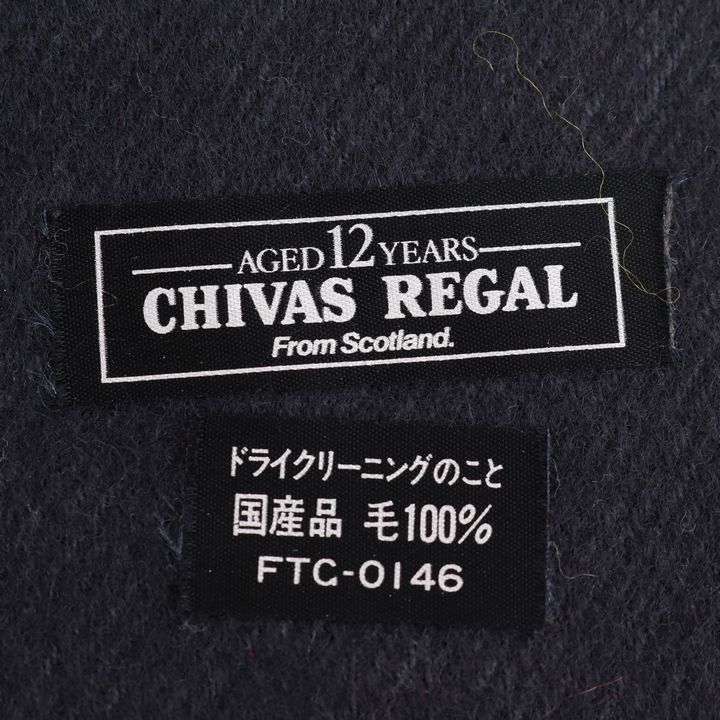 AGED 12 YEARS
CHIVAS REGAL
From Scotland.
ドライクリーニングのこと
国産品 毛100%
FTC-0146